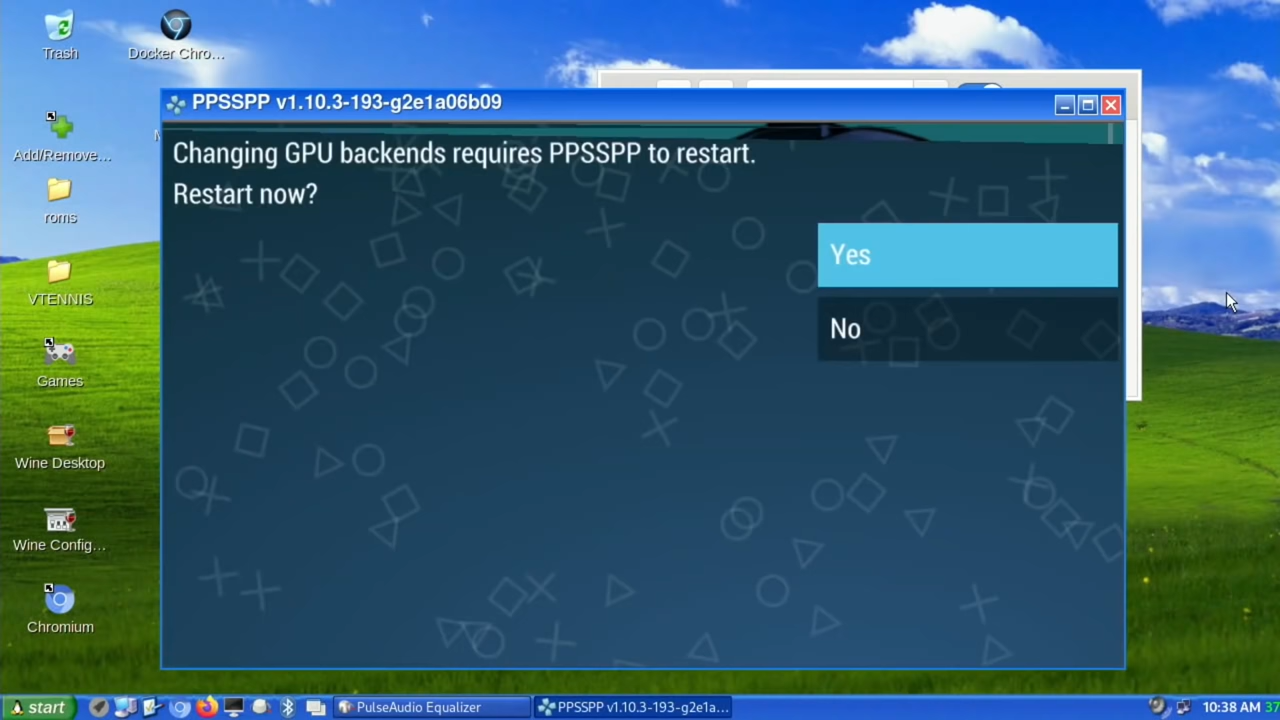 Trash
Docker Chro...
PPSSPP v1.10.3-193-g2e1a06b09
Changing GPU backends requires PPSSPP to restart.
Restart now?
Yes
No
Add/Remove...
roms
VTENNIS
Games
Wine Desktop
Wine Config...
Chromium
start
PulseAudio Equalizer
PPSSPP v1.10.3-193-g2e1a...
10:38 AM
37